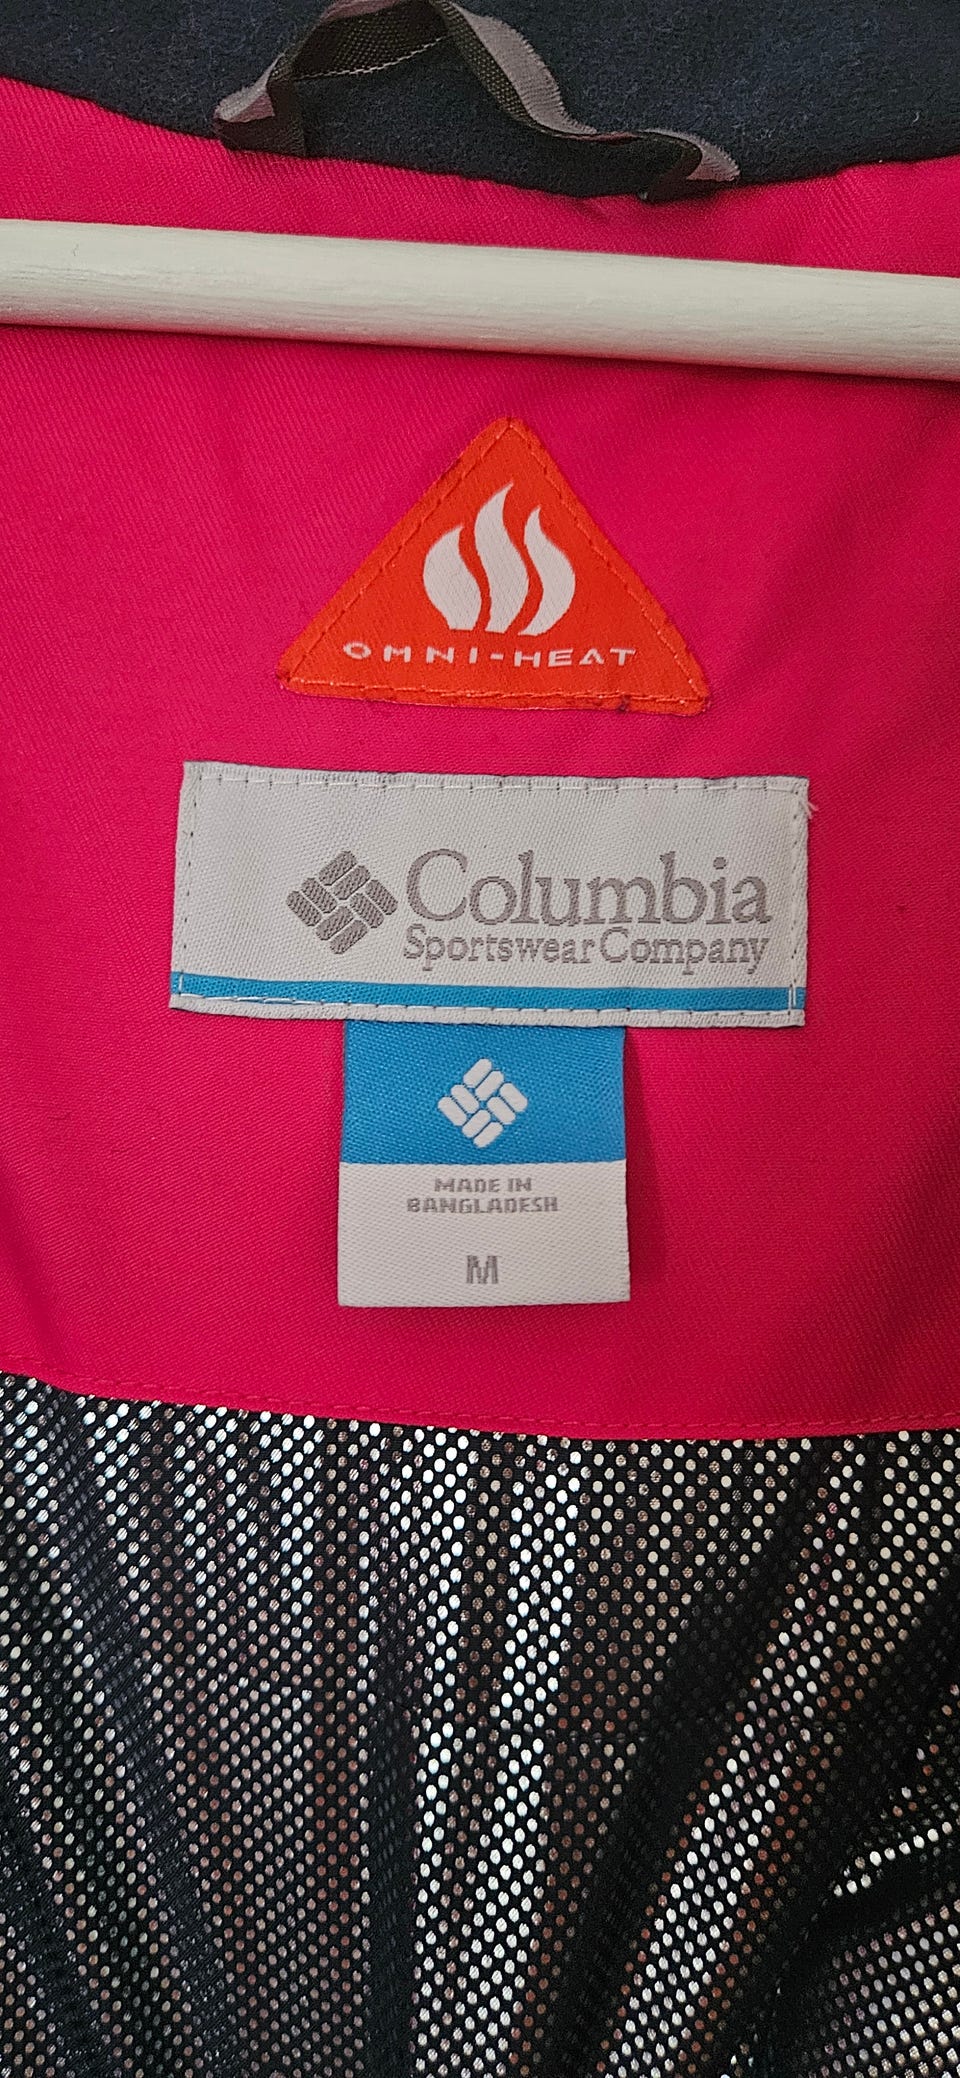 OMNI-HEAT
Columbia
Sportswear Company
MADE IN
BANGLADESH
M